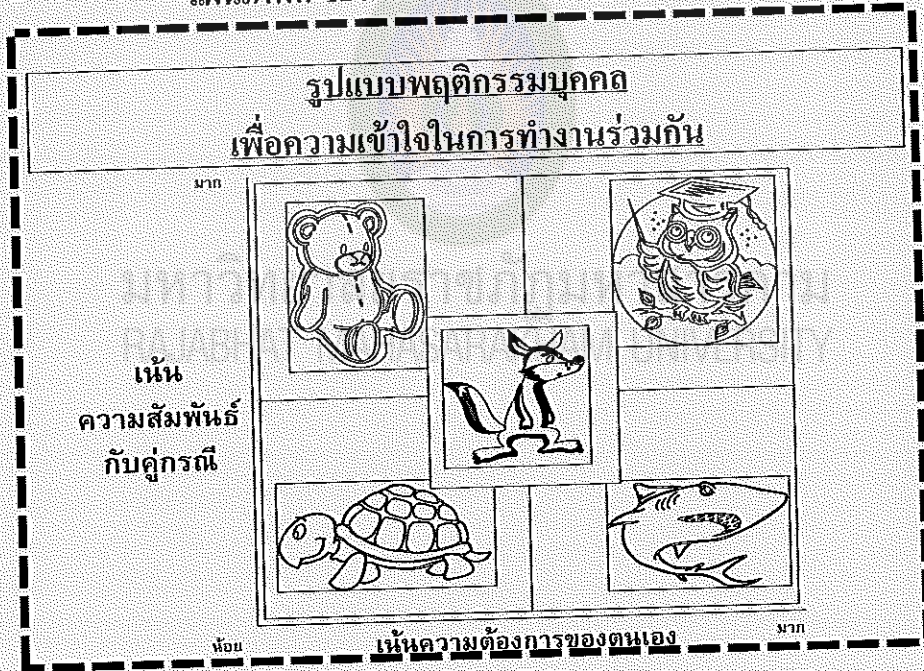 รูปแบบพฤติกรรมบุคคล
เพื่อความเข้าใจในการทำงานร่วมกัน
มาก
เน้น
ความสัมพันธ์
กับคู่กรณี
น้อย
เน้นความต้องการของตนเอง
มาก